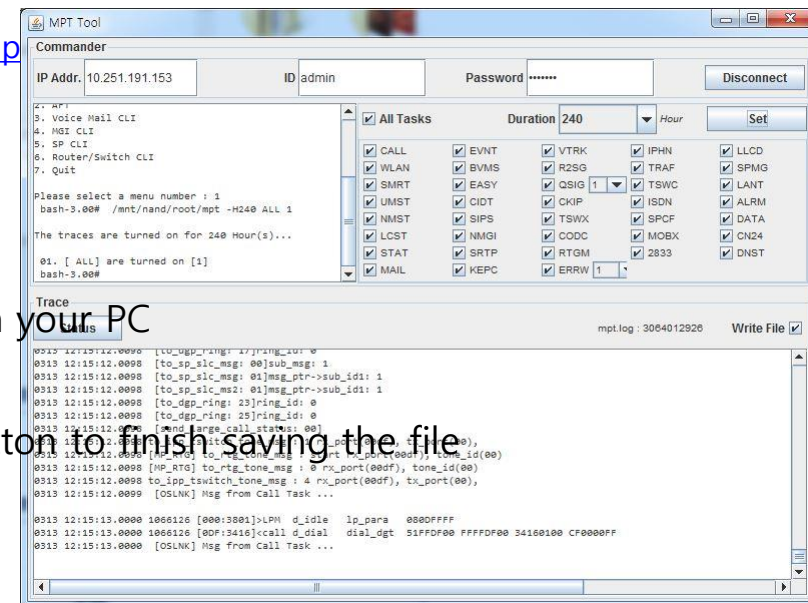 MPT Tool
p
Commander
IP Addr. 10.251.191.153 ID admin Password ••••••• Disconnect
3. Voice Mail CLI
4. MGI CLI
5. SP CLI
6. Router/Switch CLI
7. Quit
Please select a menu number : 1
bash-3.00# /mnt/nand/root/mpt -H240 ALL 1
The traces are turned on for 240 Hour(s)...
01. [ ALL] are turned on [1]
bash-3.00#
All Tasks Duration 240 Hour Set
CALL EVNT VTRK IPHN LLCD
WLAN BVMS R2SG TRAF SPMG
SMRT EASY QSIG 1 TSWC LANT
UMST CIDT CKIP ISDN ALRM
NMST SIPS TSWX SPCF DATA
LCST NMGI CODC MOBX CN24
STAT SRTP RTGM 2833 DNST
MAIL KEPC ERRW 1
Trace
your PC
Status mpt.log : 3064012926 Write File
0313 12:15:12.0098 [to_dgp_ring: 17]ring_id: 0
0313 12:15:12.0098 [to_sp_slc_msg: 00]sub_msg: 1
0313 12:15:12.0098 [to_sp_slc_msg: 01]msg_ptr->sub_id1: 1
0313 12:15:12.0098 [to_sp_slc_ms2: 01]msg_ptr->sub_id1: 1
0313 12:15:12.0098 [to_dgp_ring: 23]ring_id: 0
0313 12:15:12.0098 [to_dgp_ring: 25]ring_id: 0
0313 12:15:12.0098 [send_large_call_status: 00]
ton to finish saving the file
0313 12:15:12.0098 [MP_RTG] to_rtg_tone_msg : 0 rx_port(00df), tone_id(00)
0313 12:15:12.0098 to_ipp_tswitch_tone_msg : 4 rx_port(00df), tx_port(00),
0313 12:15:12.0099 [OSLNK] Msg from Call Task ...
0313 12:15:13.0000 1066126 [000:3801]>LPM d_idle lp_para 080DFFFF
0313 12:15:13.0000 1066126 [0DF:3416]<call d_dial dial_dgt 51FFDF00 FFFFDF00 34160100 CF0000FF
0313 12:15:13.0000 [OSLNK] Msg from Call Task ...